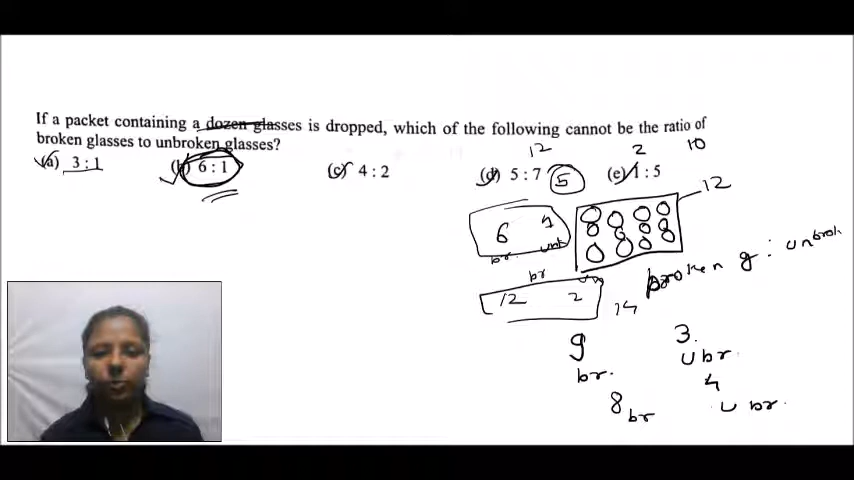 If a packet containing a dozen glasses is dropped, which of the following cannot be the ratio of
broken glasses to unbroken glasses?
12 2 10
(a) 3 : 1 (b) 6 : 1 (c) 4 : 2 (d) 5 : 7 5 (e) 1 : 5
12
6 1
br. unb
broken g : unbrok
br
12 2
14
9 3.
br. Ubr.
8 br 4
U br.